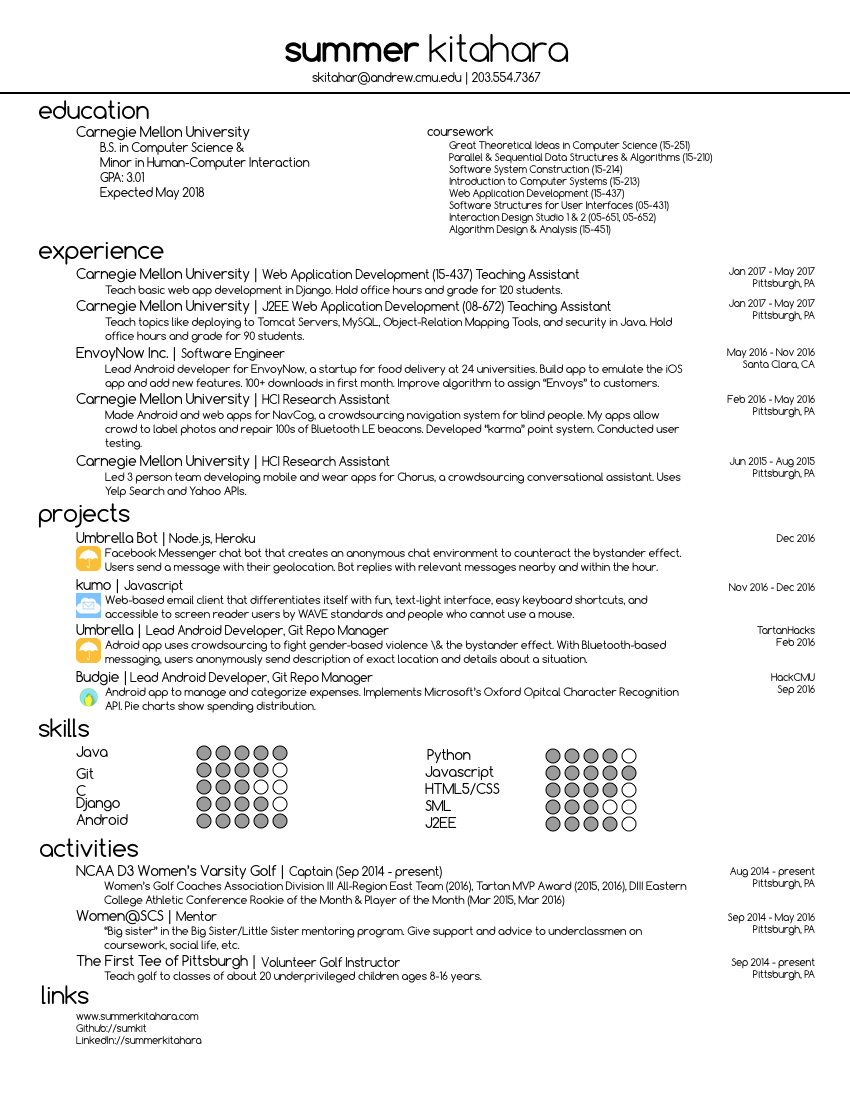 summer kitahara
skitahar@andrew.cmu.edu | 203.554.7367
education
Carnegie Mellon University
B.S. in Computer Science &
Minor in Human-Computer Interaction
GPA: 3.01
Expected May 2018
coursework
Great Theoretical Ideas in Computer Science (15-251)
Parallel & Sequential Data Structures & Algorithms (15-210)
Software System Construction (15-214)
Introduction to Computer Systems (15-213)
Web Application Development (15-437)
Software Structures for User Interfaces (05-431)
Interaction Design Studio 1 & 2 (05-651, 05-652)
Algorithm Design & Analysis (15-451)
experience
Carnegie Mellon University | Web Application Development (15-437) Teaching Assistant
Jan 2017 - May 2017
Pittsburgh, PA
Teach basic web app development in Django. Hold office hours and grade for 120 students.
Carnegie Mellon University | J2EE Web Application Development (08-672) Teaching Assistant
Jan 2017 - May 2017
Pittsburgh, PA
Teach topics like deploying to Tomcat Servers, MySQL, Object-Relation Mapping Tools, and security in Java. Hold
office hours and grade for 90 students.
EnvoyNow Inc. | Software Engineer
May 2016 - Nov 2016
Santa Clara, CA
Lead Android developer for EnvoyNow, a startup for food delivery at 24 universities. Build app to emulate the iOS
app and add new features. 100+ downloads in first month. Improve algorithm to assign "Envoys" to customers.
Carnegie Mellon University | HCI Research Assistant
Feb 2016 - May 2016
Pittsburgh, PA
Made Android and web apps for NavCog, a crowdsourcing navigation system for blind people. My apps allow
crowd to label photos and repair 100s of Bluetooth LE beacons. Developed "karma" point system. Conducted user
testing.
Carnegie Mellon University | HCI Research Assistant
Jun 2015 - Aug 2015
Pittsburgh, PA
Led 3 person team developing mobile and wear apps for Chorus, a crowdsourcing conversational assistant. Uses
Yelp Search and Yahoo APIs.
projects
Umbrella Bot | Node.js, Heroku
Dec 2016
Facebook Messenger chat bot that creates an anonymous chat environment to counteract the bystander effect.
Users send a message with their geolocation. Bot replies with relevant messages nearby and within the hour.
kumo | Javascript
Nov 2016 - Dec 2016
Web-based email client that differentiates itself with fun, text-light interface, easy keyboard shortcuts, and
accessible to screen reader users by WAVE standards and people who cannot use a mouse.
Umbrella | Lead Android Developer, Git Repo Manager
TartanHacks
Feb 2016
Adroid app uses crowdsourcing to fight gender-based violence \& the bystander effect. With Bluetooth-based
messaging, users anonymously send description of exact location and details about a situation.
Budgie | Lead Android Developer, Git Repo Manager
HackCMU
Sep 2016
Android app to manage and categorize expenses. Implements Microsoft's Oxford Opitcal Character Recognition
API. Pie charts show spending distribution.
skills
Java
Git
C
Django
Android
Python
Javascript
HTML5/CSS
SML
J2EE
activities
NCAA D3 Women's Varsity Golf | Captain (Sep 2014 - present)
Aug 2014 - present
Pittsburgh, PA
Women's Golf Coaches Association Division III All-Region East Team (2016), Tartan MVP Award (2015, 2016), DIII Eastern
College Athletic Conference Rookie of the Month & Player of the Month (Mar 2015, Mar 2016)
Women@SCS | Mentor
Sep 2014 - May 2016
Pittsburgh, PA
"Big sister" in the Big Sister/Little Sister mentoring program. Give support and advice to underclassmen on
coursework, social life, etc.
The First Tee of Pittsburgh | Volunteer Golf Instructor
Sep 2014 - present
Pittsburgh, PA
Teach golf to classes of about 20 underprivileged children ages 8-16 years.
links
www.summerkitahara.com
Github://sumkit
LinkedIn://summerkitahara